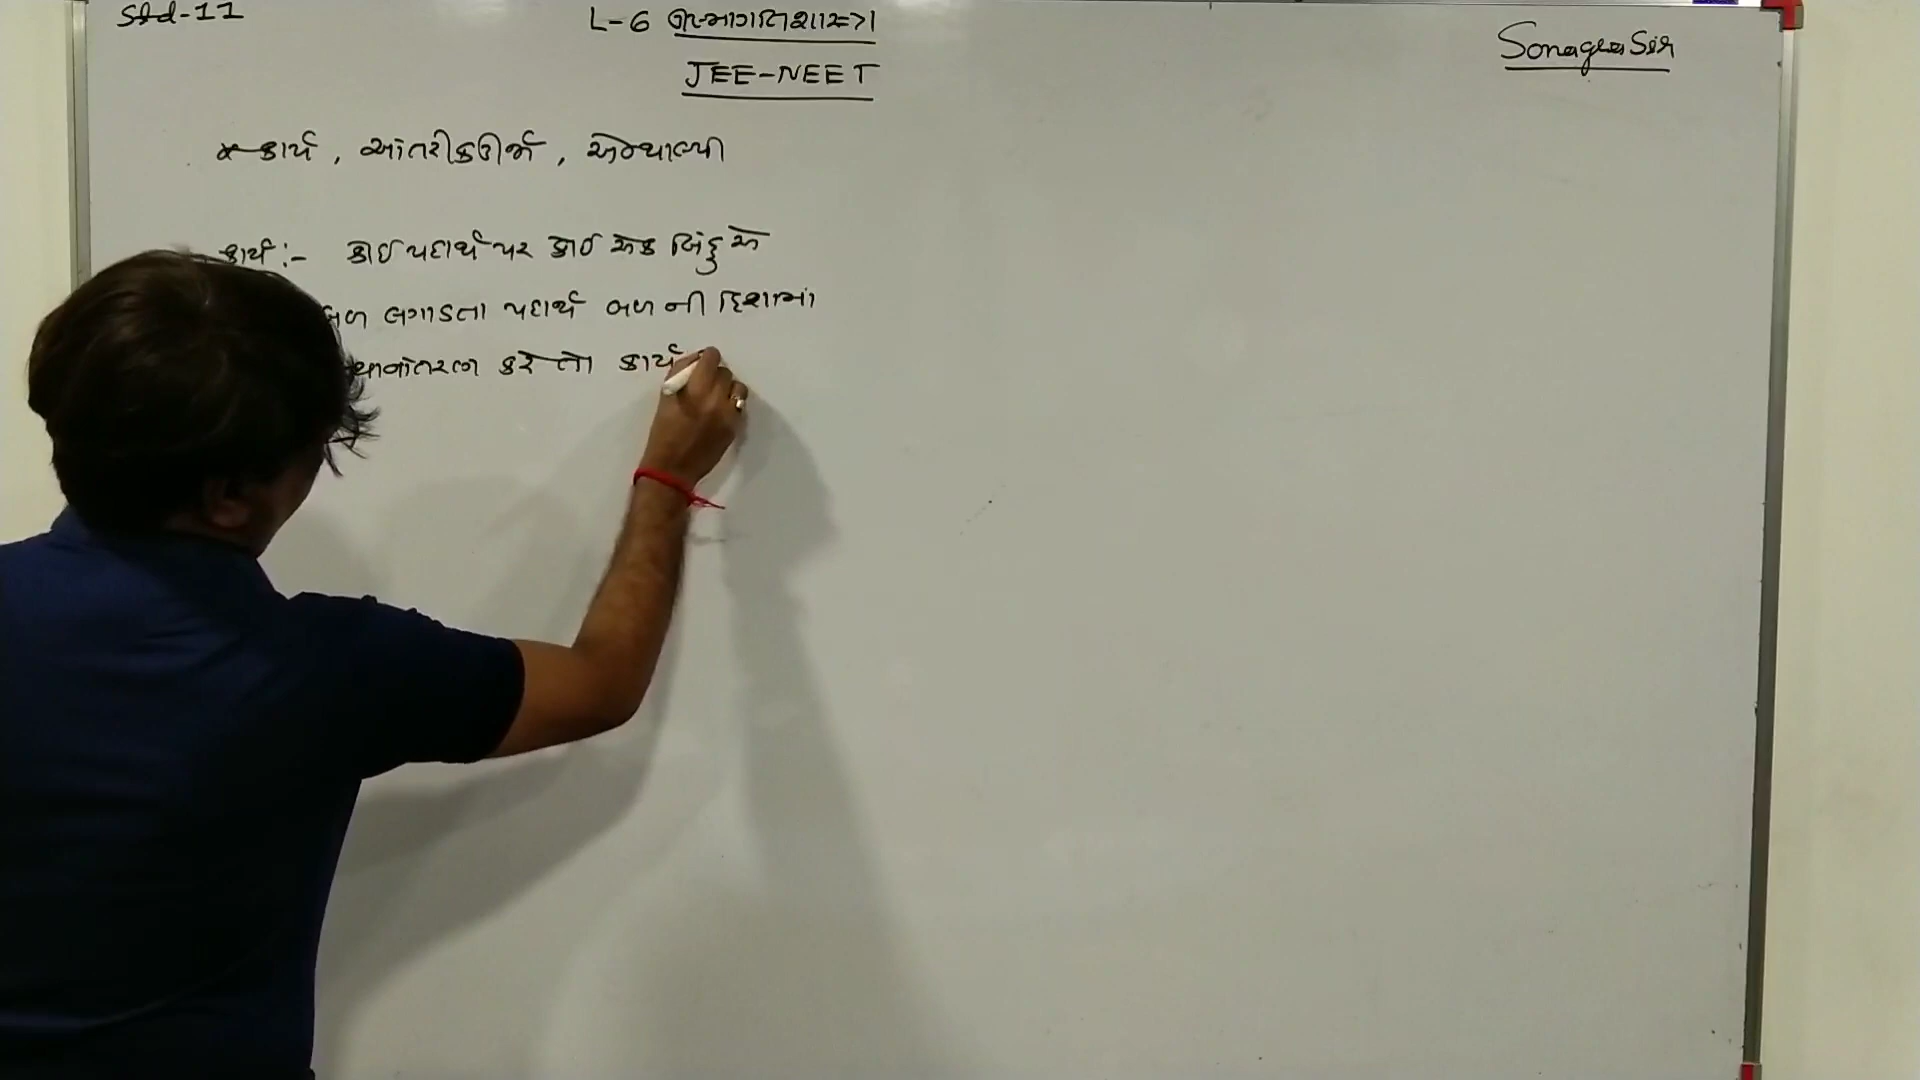 Std-11
L-6 ઉષ્માગતિશાસ્ત્ર
JEE-NEET
Sonagra Sir
* કાર્ય, આંતરીકઊર્જા, એન્થાલ્પી
કાર્ય:- કોઈ પદાર્થ પર કોઈ એક બિંદુ એ
બળ લગાડતા પદાર્થ બળ ની દિશામાં
સ્થાનાંતરણ કરે તો કાર્ય